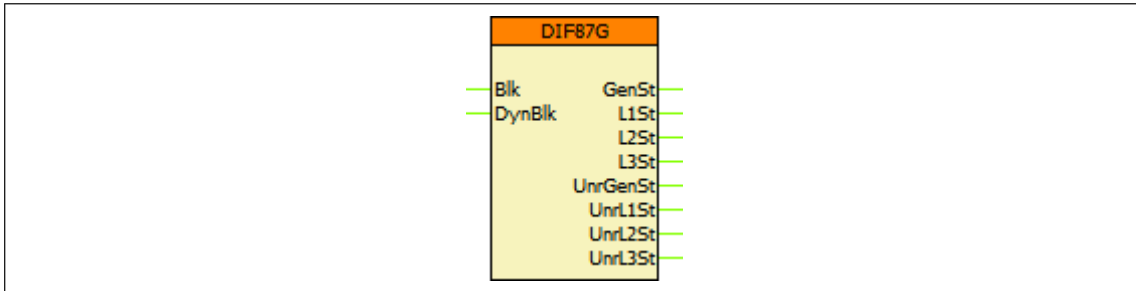 DIF87G
Blk GenSt
DynBlk L1St
L2St
L3St
UnrGenSt
UnrL1St
UnrL2St
UnrL3St